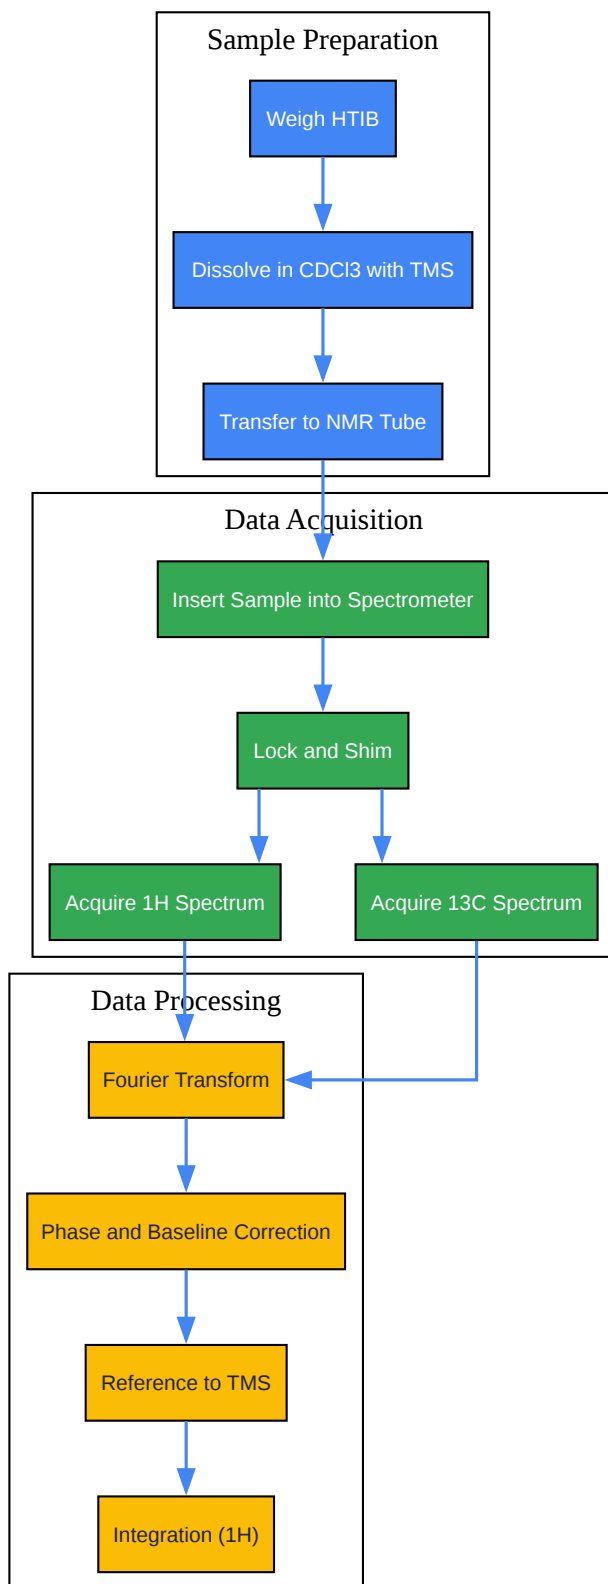 Sample Preparation
Weigh HTIB
Dissolve in CDCl3 with TMS
Transfer to NMR Tube
Data Acquisition
Insert Sample into Spectrometer
Lock and Shim
Acquire 1H Spectrum
Acquire 13C Spectrum
Data Processing
Fourier Transform
Phase and Baseline Correction
Reference to TMS
Integration (1H)